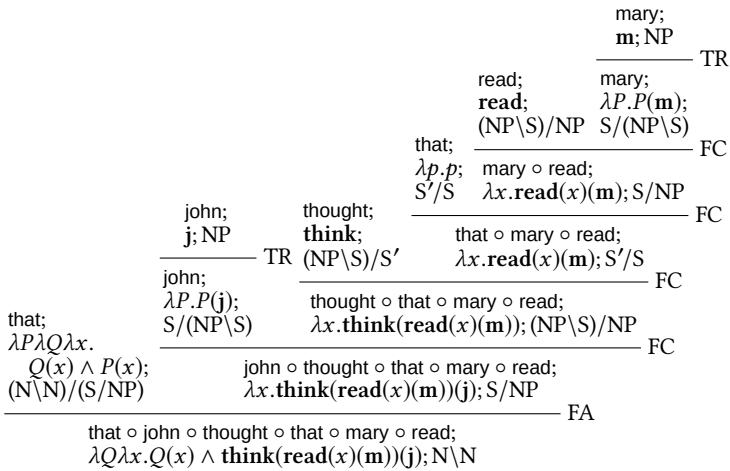 mary;
m; NP
TR
read;
read;
(NP\S)/NP
mary;
λP.P(m);
S/(NP\S)
FC
that;
λp.p;
S′/S
mary ∘ read;
λx.read(x)(m); S/NP
FC
john;
j; NP
TR
thought;
think;
(NP\S)/S′
that ∘ mary ∘ read;
λx.read(x)(m); S′/S
FC
john;
λP.P(j);
S/(NP\S)
thought ∘ that ∘ mary ∘ read;
λx.think(read(x)(m)); (NP\S)/NP
FC
that;
λPλQλx.
Q(x) ∧ P(x);
(N\N)/(S/NP)
john ∘ thought ∘ that ∘ mary ∘ read;
λx.think(read(x)(m))(j); S/NP
FA
that ∘ john ∘ thought ∘ that ∘ mary ∘ read;
λQλx.Q(x) ∧ think(read(x)(m))(j); N\N